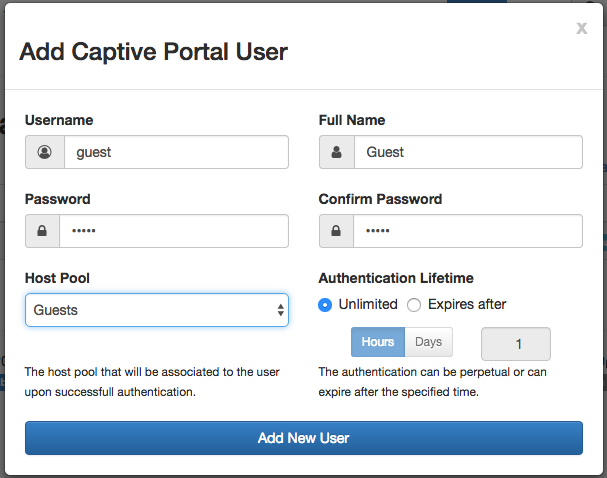 x
Add Captive Portal User
Username Full Name
guest Guest
Password Confirm Password
••••• •••••
Host Pool Authentication Lifetime
Guests Unlimited Expires after
Hours Days 1
The host pool that will be associated to the user
upon successfull authentication.
The authentication can be perpetual or can
expire after the specified time.
Add New User